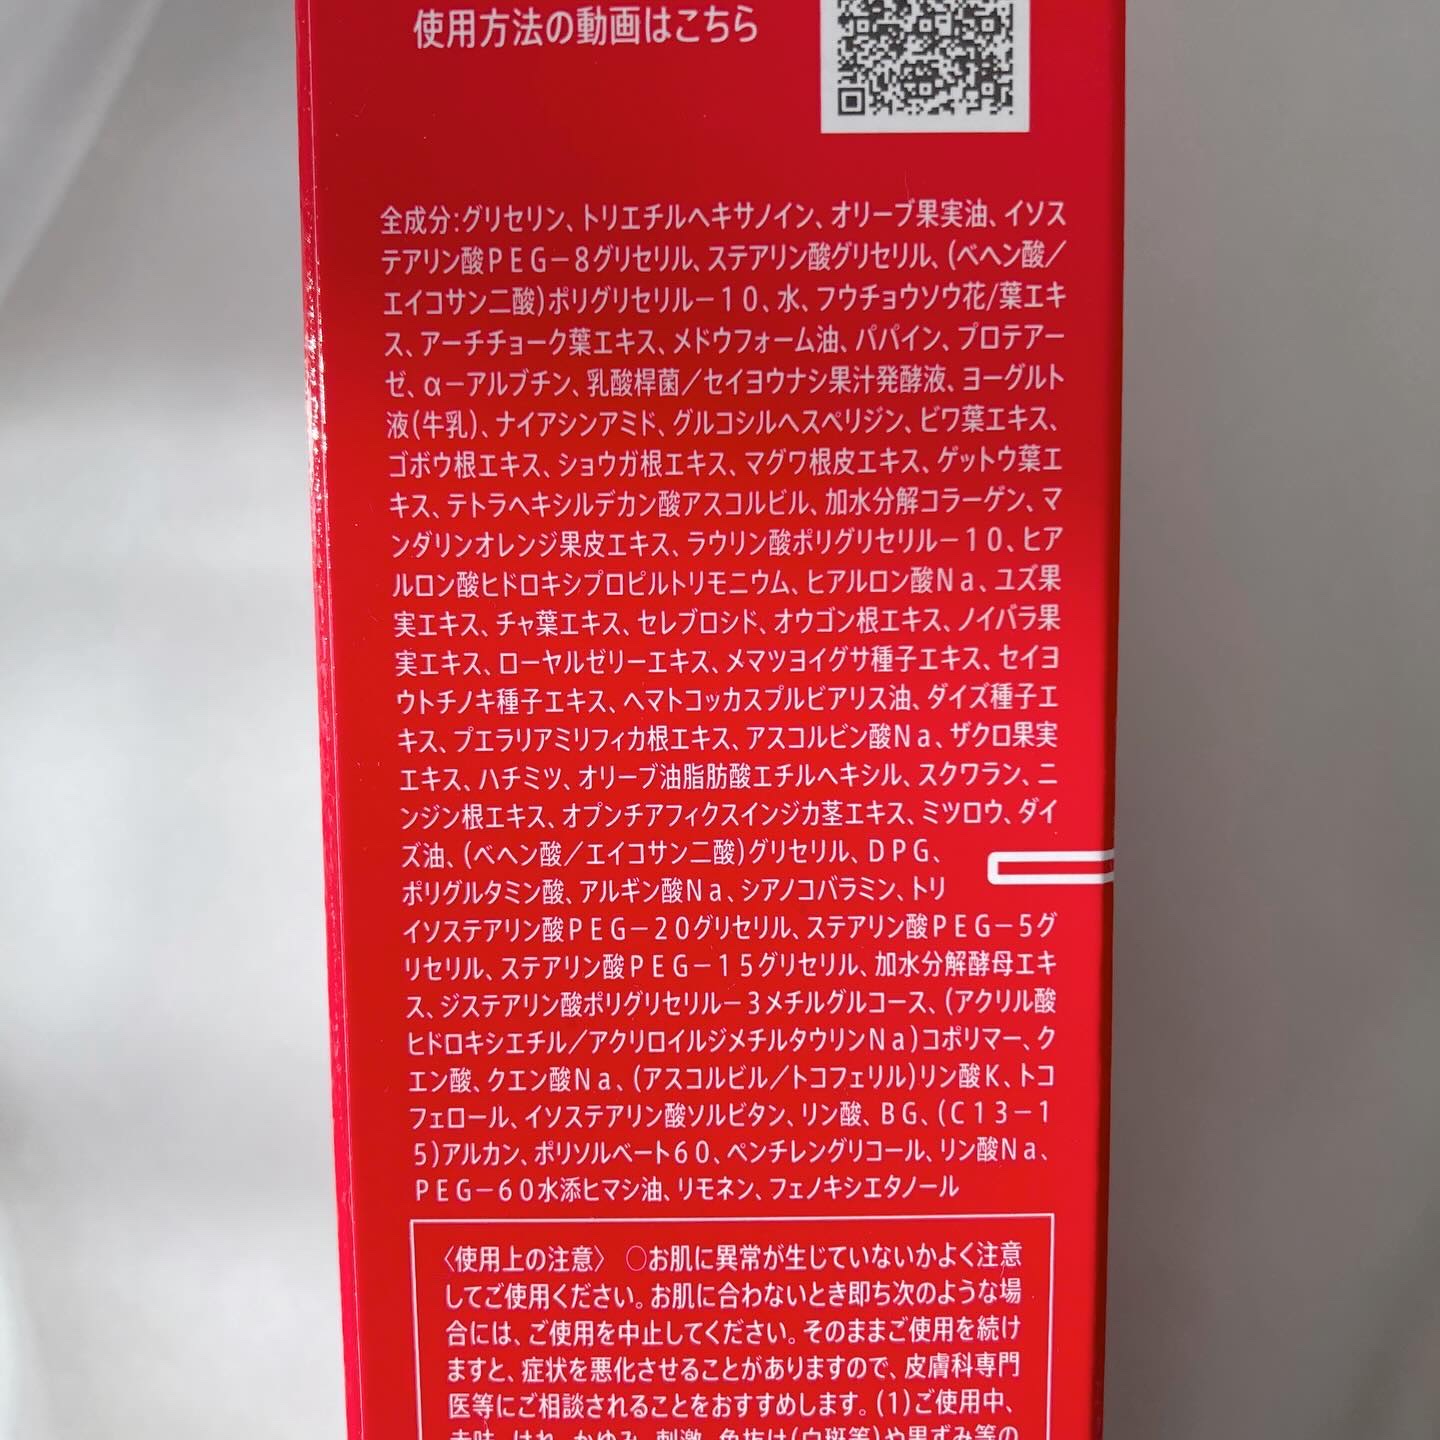 使用方法の動画はこちら
全成分:グリセリン、トリエチルヘキサノイン、オリーブ果実油、イソス
テアリン酸PEG－8グリセリル、ステアリン酸グリセリル、(ベヘン酸／
エイコサン二酸)ポリグリセリル－10、水、フウチョウソウ花/葉エキ
ス、アーチチョーク葉エキス、メドウフォーム油、パパイン、プロテアー
ゼ、α－アルブチン、乳酸桿菌／セイヨウナシ果汁発酵液、ヨーグルト
液(牛乳)、ナイアシンアミド、グルコシルヘスペリジン、ビワ葉エキス、
ゴボウ根エキス、ショウガ根エキス、マグワ根皮エキス、ゲットウ葉エ
キス、テトラヘキシルデカン酸アスコルビル、加水分解コラーゲン、マ
ンダリンオレンジ果皮エキス、ラウリン酸ポリグリセリル－10、ヒア
ルロン酸ヒドロキシプロピルトリモニウム、ヒアルロン酸Na、ユズ果
実エキス、チャ葉エキス、セレブロシド、オウゴン根エキス、ノイバラ果
実エキス、ローヤルゼリーエキス、メマツヨイグサ種子エキス、セイヨ
ウトチノキ種子エキス、ヘマトコッカスプルビアリス油、ダイズ種子エ
キス、プエラリアミリフィカ根エキス、アスコルビン酸Na、ザクロ果実
エキス、ハチミツ、オリーブ油脂肪酸エチルヘキシル、スクワラン、ニ
ンジン根エキス、オプンチアフィクスインジカ茎エキス、ミツロウ、ダイ
ズ油、(ベヘン酸／エイコサン二酸)グリセリル、DPG、
ポリグルタミン酸、アルギン酸Na、シアノコバラミン、トリ
イソステアリン酸PEG－20グリセリル、ステアリン酸PEG－5グ
リセリル、ステアリン酸PEG－15グリセリル、加水分解酵母エキ
ス、ジステアリン酸ポリグリセリル－3メチルグルコース、(アクリル酸
ヒドロキシエチル／アクリロイルジメチルタウリンNa)コポリマー、ク
エン酸、クエン酸Na、(アスコルビル／トコフェリル)リン酸K、トコ
フェロール、イソステアリン酸ソルビタン、リン酸、BG、(C13－1
5)アルカン、ポリソルベート60、ペンチレングリコール、リン酸Na、
PEG－60水添ヒマシ油、リモネン、フェノキシエタノール
〈使用上の注意〉 ○お肌に異常が生じていないかよく注意
してご使用ください。お肌に合わないとき即ち次のような場
合には、ご使用を中止してください。そのままご使用を続け
ますと、症状を悪化させることがありますので、皮膚科専門
医等にご相談されることをおすすめします。(1)ご使用中、
赤味、はれ、かゆみ、刺激、色抜け(白斑等)や黒ずみ等の